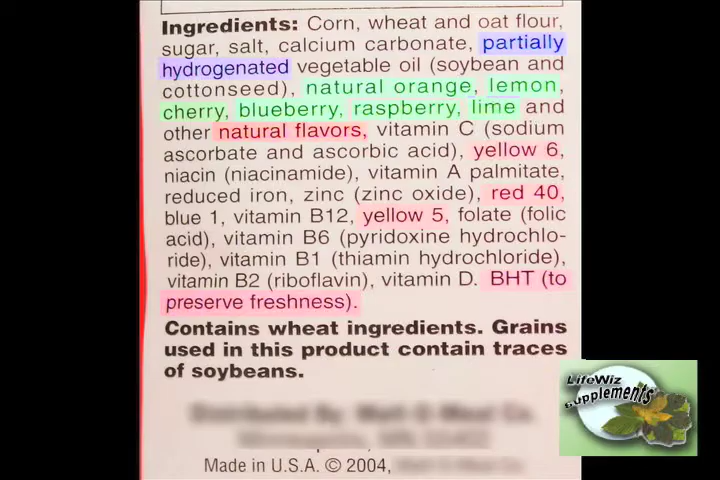 Ingredients: Corn, wheat and oat flour,
sugar, salt, calcium carbonate, partially
hydrogenated vegetable oil (soybean and
cottonseed), natural orange, lemon,
cherry, blueberry, raspberry, lime and
other natural flavors, vitamin C (sodium
ascorbate and ascorbic acid), yellow 6,
niacin (niacinamide), vitamin A palmitate,
reduced iron, zinc (zinc oxide), red 40,
blue 1, vitamin B12, yellow 5, folate (folic
acid), vitamin B6 (pyridoxine hydrochlo-
ride), vitamin B1 (thiamin hydrochloride),
vitamin B2 (riboflavin), vitamin D. BHT (to
preserve freshness).
Contains wheat ingredients. Grains
used in this product contain traces
of soybeans.
Made in U.S.A. © 2004,
LifeWiz
Supplements